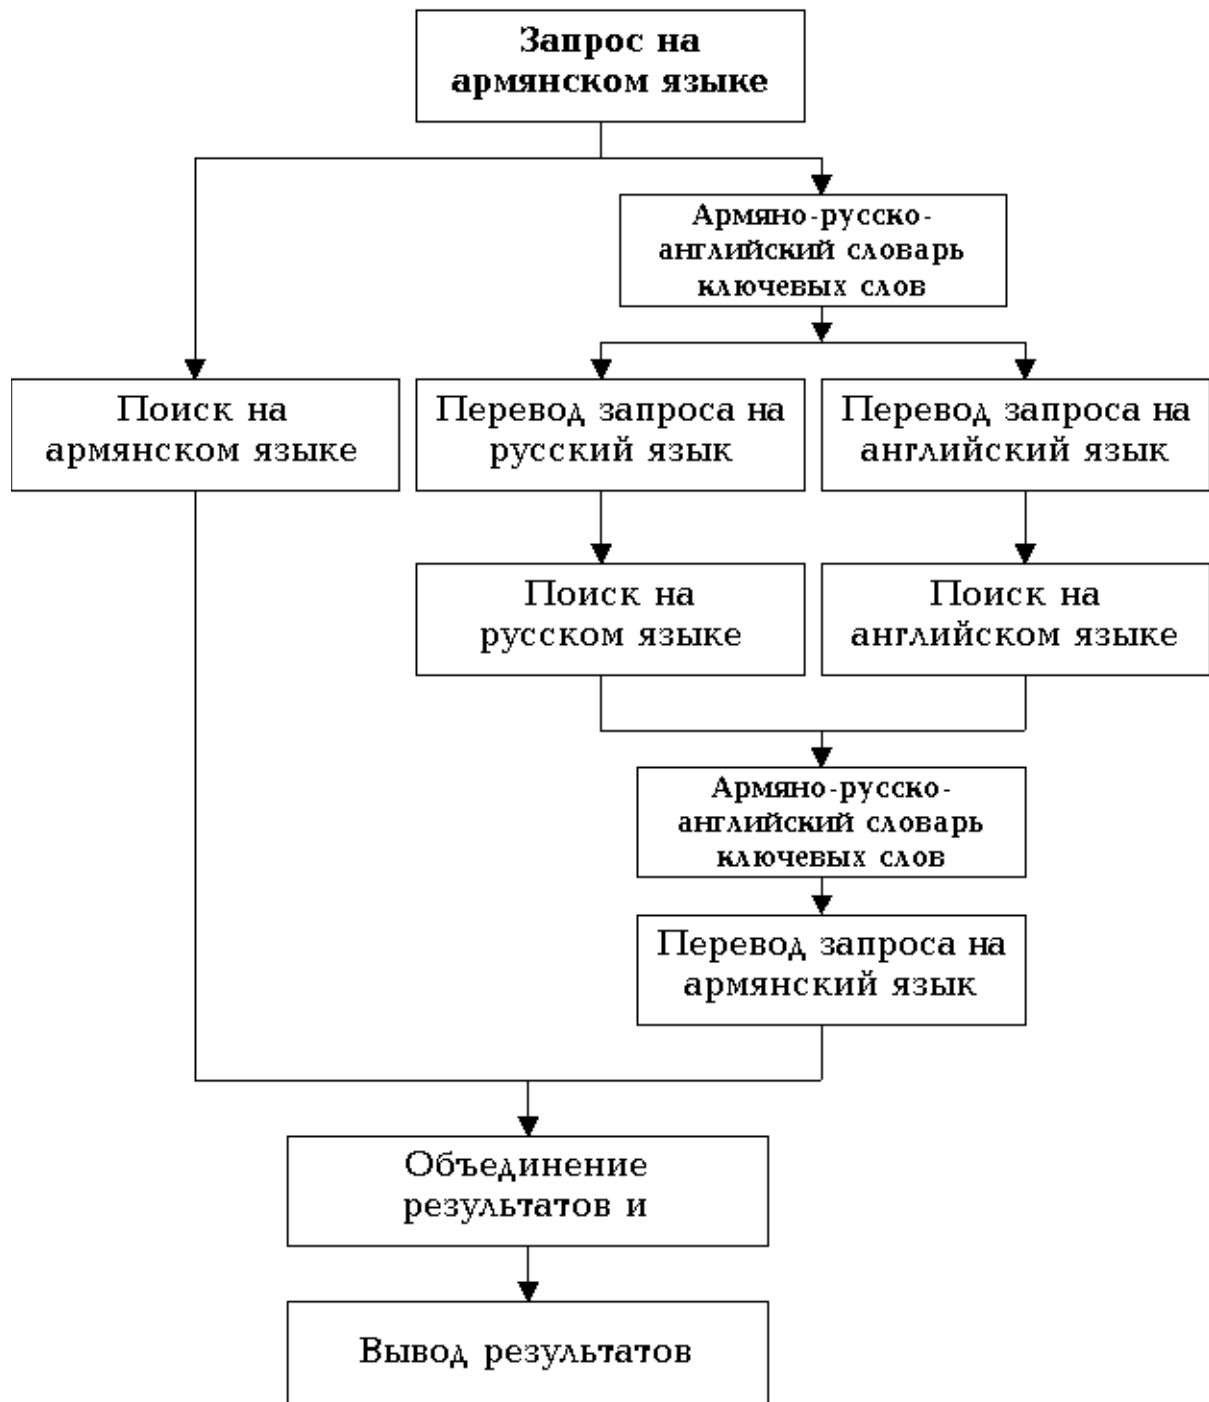 Запрос на
армянском языке
Армяно-русско-
английский словарь
ключевых слов
Поиск на
армянском языке
Перевод запроса на
русский язык
Перевод запроса на
английский язык
Поиск на
русском языке
Поиск на
английском языке
Армяно-русско-
английский словарь
ключевых слов
Перевод запроса на
армянский язык
Объединение
результатов и
Вывод результатов